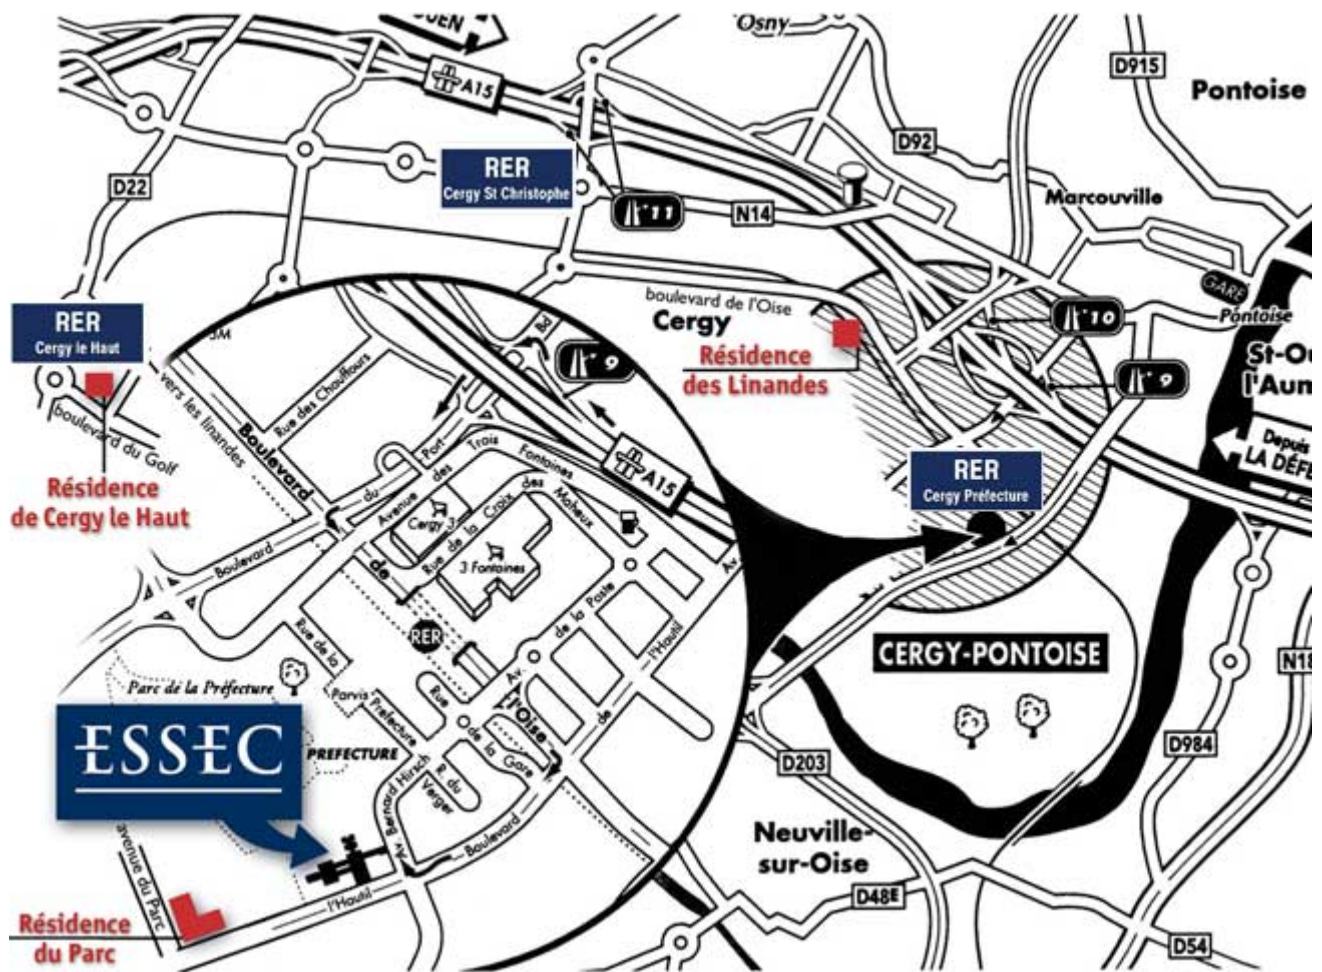 OUEN
Osny
D915
Pontoise
A15
D92
RER
Cergy St Christophe
D22
11
N14
Marcouville
GARE
boulevard de l'Oise
Cergy
10
Pontoise
RER
Cergy le Haut
Bd
Résidence
des Linandes
9
9
St-Ou
l'Aum
vers les linandes
Rue des Chauffours
Boulevard
boulevard du Golf
Port
du
Avenue des Trois Fontaines
A15
Depuis
LA DÉFE
RER
Cergy Préfecture
Résidence
de Cergy le Haut
Cergy 3
Rue de la Croix des Maheux
3 Fontaines
Boulevard
de
Av.
de la Poste
Rue de la
RER
l'Hautil
CERGY-PONTOISE
N18
Parc de la Préfecture
Parvis
Préfecture
Rue
Av.
l'Oise
de
ESSEC
PREFECTURE
de la
Gare
D984
D203
Av. Bernard Hirsch
R. du
Verger
Boulevard
Neuville-
sur-Oise
avenue du Parc
l'Hautil
D48E
Résidence
du Parc
D54